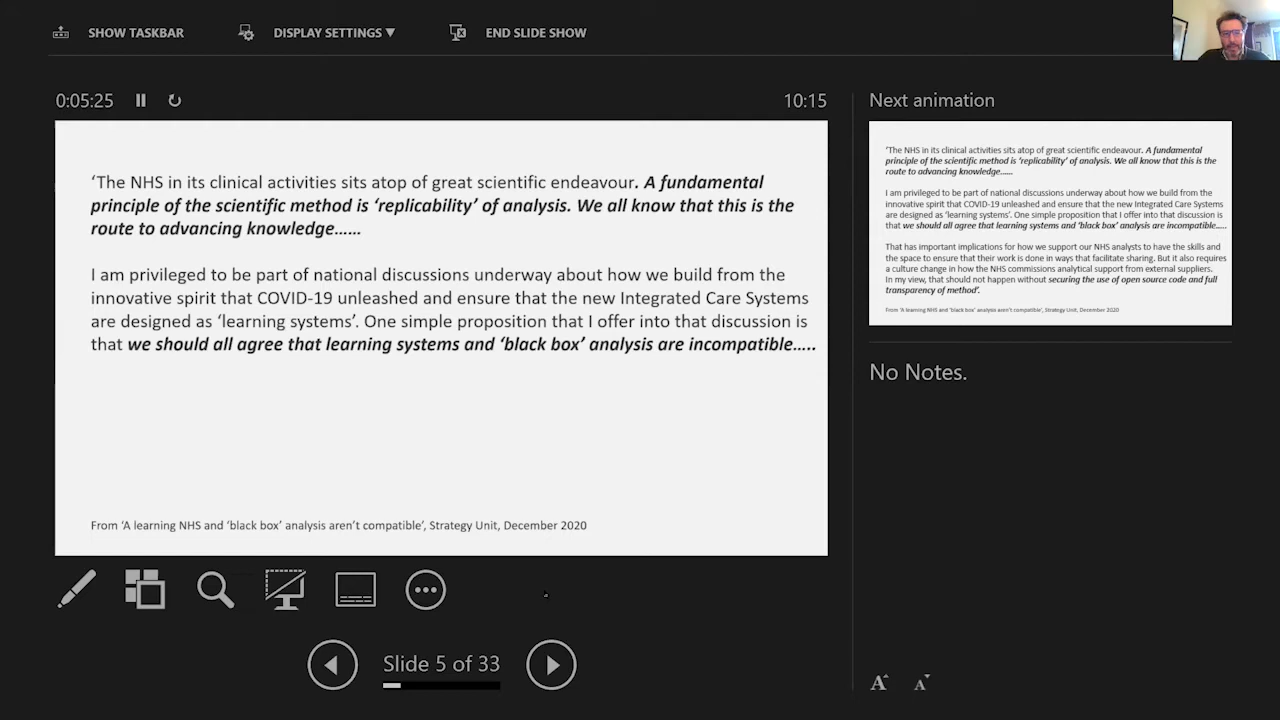 SHOW TASKBAR
DISPLAY SETTINGS ▼
END SLIDE SHOW
0:05:25
10:15
‘The NHS in its clinical activities sits atop of great scientific endeavour. A fundamental
principle of the scientific method is ‘replicability’ of analysis. We all know that this is the
route to advancing knowledge……
I am privileged to be part of national discussions underway about how we build from the
innovative spirit that COVID-19 unleashed and ensure that the new Integrated Care Systems
are designed as ‘learning systems’. One simple proposition that I offer into that discussion is
that we should all agree that learning systems and ‘black box’ analysis are incompatible…..
From ‘A learning NHS and ‘black box’ analysis aren’t compatible’, Strategy Unit, December 2020
Slide 5 of 33
Next animation
‘The NHS in its clinical activities sits atop of great scientific endeavour. A fundamental
principle of the scientific method is ‘replicability’ of analysis. We all know that this is the
route to advancing knowledge……
I am privileged to be part of national discussions underway about how we build from the
innovative spirit that COVID-19 unleashed and ensure that the new Integrated Care Systems
are designed as ‘learning systems’. One simple proposition that I offer into that discussion is
that we should all agree that learning systems and ‘black box’ analysis are incompatible…..
That has important implications for how we support our NHS analysts to have the skills and
the space to ensure that their work is done in ways that facilitate sharing. But it also requires
a culture change in how the NHS commissions analytical support from external suppliers.
In my view, that should not happen without securing the use of open source code and full
transparency of method’.
From ‘A learning NHS and ‘black box’ analysis aren’t compatible’, Strategy Unit, December 2020
No Notes.
A A